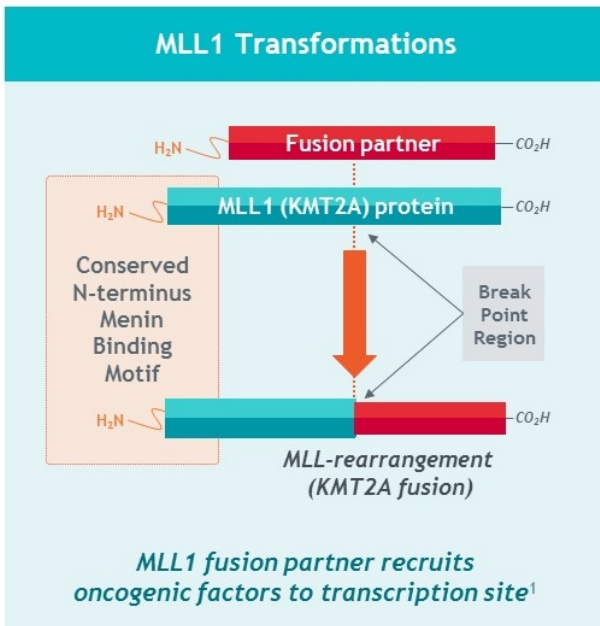 MLL1 Transformations
H₂N
Fusion partner
CO₂H
H₂N
MLL1 (KMT2A) protein
CO₂H
Conserved
N-terminus
Menin
Binding
Motif
Break
Point
Region
H₂N
CO₂H
MLL-rearrangement
(KMT2A fusion)
MLL1 fusion partner recruits
oncogenic factors to transcription site¹